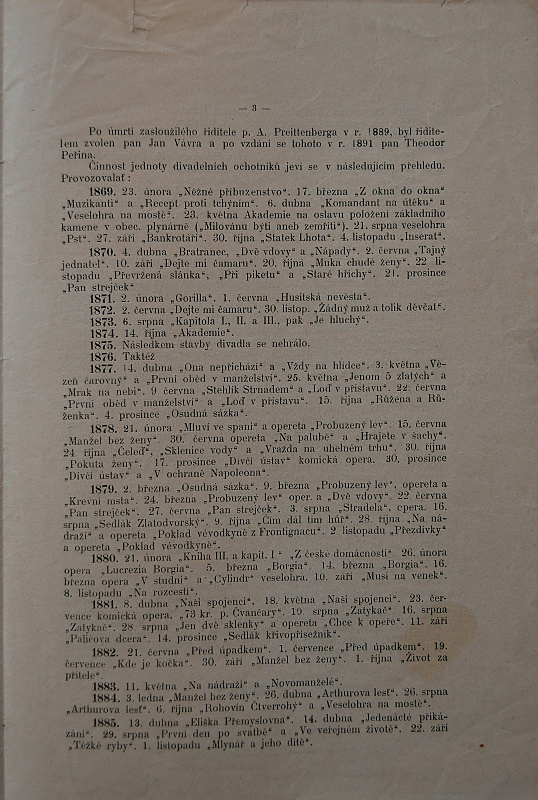 — 3 —
Po úmrtí zasloužilého ředitele p. A. Preittenberga v r. 1889, byl ředite-
lem zvolen pan Jan Vávra a po vzdání se tohoto v r. 1891 pan Theodor
Peřina.
Činnost jednoty divadelních ochotníků jeví se v následujícím přehledu.
Provozovalať:
1869. 23. února „Něžné příbuzenstvo“. 17. března „Z okna do okna“
„Muzikanti“ a „Recept proti tchyním“. 6. dubna „Komandant na útěku“ a
„Veselohra na mostě“. 23. května Akademie na oslavu položení základního
kamene v obec. plynárně („Milovánu býti aneb zemříti“). 21. srpna veselohra
„Pst“. 27. září „Bankrotáři“. 30. října „Statek Lhota“. 4. listopadu „Inserat“.
1870. 4. dubna „Bratranec, „Dvě vdovy“ a „Nápady“. 2. června „Tajný
jednatel“. 10. září „Dejte mi čamaru“. 20. října „Muka chudé ženy“. 22 li-
stopadu „Převržená slánka“, „Při piketu“ a „Staré hříchy“. 21. prosince
„Pan strejček“
1871. 2. února „Gorilla“. 1. června „Husitská nevěsta“.
1872. 2. června „Dejte mi čamaru“. 30. listop. „Žádný muž a tolik děvčat“.
1873. 6. srpna „Kapitola I., II. a III., pak „Je hluchý“.
1874. 14. října „Akademie“.
1875. Následkem stavby divadla se nehrálo.
1876. Taktéž
1877. 14. dubna „Ona nepřichází“ a „Vždy na hlídce“. 3. května „Vě-
zeň čarovný“ a „První oběd v manželství“. 25. května „Jenom 5 zlatých“ a
„Mrak na nebi“. 9 června „Stehlík Strnadem“ a „Loď v přístavu“. 22. června
„První oběd v manželství“ a „Loď v přístavu“. 15. října „Růžena a Rů-
ženka“. 4. prosince „Osudná sázka“.
1878. 21. února „Mluví ve spaní“ a opereta „Probuzený lev“. 15. června
„Manžel bez ženy“ 30. června opereta „Na palubě“ a „Hrajete v šachy“.
24 října „Čeleď“, „Sklenice vody“ a „Vražda na uhelném trhu“. 30. října
„Pokuta ženy“. 17. prosince „Dívčí ústav“ komická opera. 30. prosince
„Dívčí ústav“ a „V ochraně Napoleona“.
1879. 2. března „Osudná sázka“. 9. března „Probuzený lev“, opereta a
„Krevní msta“. 24. března „Probuzený lev“ oper. a „Dvě vdovy“. 22 června
„Pan strejček“. 27. června „Pan strejček“. 3. srpna „Stradela“, opera. 16.
srpna „Sedlák Zlatodvorský“. 9. října „Čím dál tím hůř“. 28. října „Na ná-
draží“ a opereta „Poklad vévodkyně z Frontignacu“. 2 listopadu „Přezdívky“
a opereta „Poklad vévodkyně“.
1880. 21. února „Kniha III. a kapit. I“ „Z české domácnosti“. 26. února
opera „Lucrezia Borgia“. 5. března „Borgia“. 14. března „Borgia“. 16.
března opera „V studni“ a „Cylindr“ veselohra. 10. září „Musí na venek“.
8. listopadu „Na rozcestí“.
1881. 8. dubna „Naši spojenci“. 18. května „Naši spojenci“. 23. čer-
vence komická opera, „73 kr. p. Čvančary“. 19. srpna „Zatykač“. 16. srpna
„Zatykač“. 28 srpna „Jen dvě sklenky“ a opereta „Chce k opeře“. 11. září
„Paličova dcera“. 14. prosince „Sedlák křivopřísežník“.
1882. 21. června „Před úpadkem“. 1. července „Před úpadkem“. 19.
července „Kde je kočka“. 30. září „Manžel bez ženy“. 1. října „Život za
přítele“.
1883. 11. května „Na nádraží“ a „Novomanželé“.
1884. 3. ledna „Manžel bez ženy“. 26. dubna „Arthurova lesť“. 26. srpna
„Arthurova lesť“. 6. října „Rohovín Čtverrohý“ a „Veselohra na mostě“.
1885. 13. dubna „Eliška Přemyslovna“. 14. dubna „Jedenácté přiká-
zání“. 29. srpna „První den po svatbě“ a „Ve veřejném životě“. 22. září
„Těžké ryby“. 1. listopadu „Mlynář a jeho dítě“.